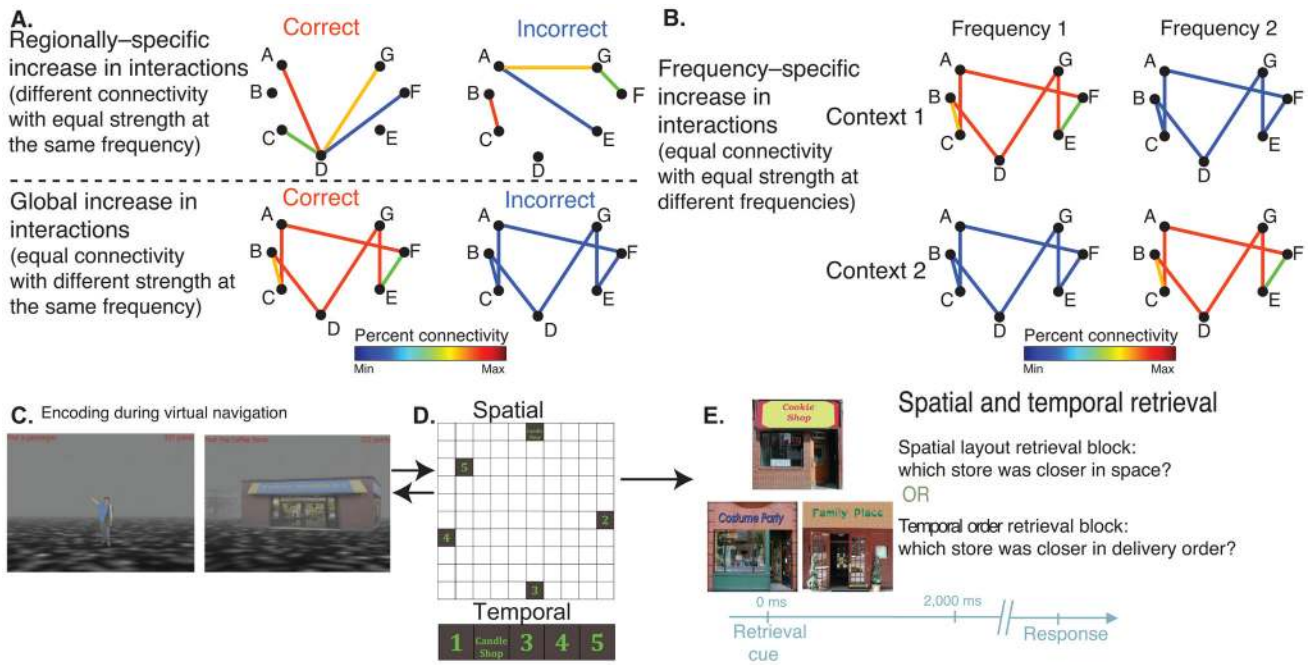 A.
Regionally–specific
increase in interactions
(different connectivity
with equal strength at
the same frequency)
Correct
A
G
B
F
C
E
D
Incorrect
A
G
B
F
C
E
D
Global increase in
interactions
(equal connectivity
with different strength at
the same frequency)
Correct
A
G
B
F
C
E
D
Incorrect
A
G
B
F
C
E
D
Percent connectivity
Min
Max
B.
Frequency–specific
increase in
interactions
(equal connectivity
with equal strength at
different frequencies)
Frequency 1
Frequency 2
Context 1
A
G
B
F
C
E
D
A
G
B
F
C
E
D
Context 2
A
G
B
F
C
E
D
A
G
B
F
C
E
D
Percent connectivity
Min
Max
C.
Encoding during virtual navigation
D.
Spatial
5
2
4
3
Temporal
1
Candle
Shop
3
4
5
E.
Cookie
Shop
Costume Party
Family Place
Spatial and temporal retrieval
Spatial layout retrieval block:
which store was closer in space?
OR
Temporal order retrieval block:
which store was closer in delivery order?
0 ms
2,000 ms
Retrieval
cue
Response